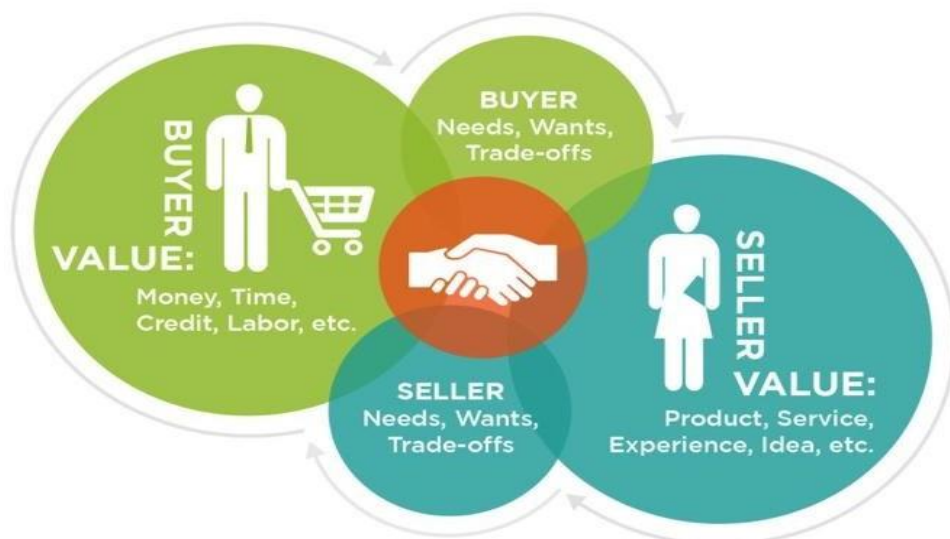 BUYER
VALUE:
Money, Time,
Credit, Labor, etc.
BUYER
Needs, Wants,
Trade-offs
SELLER
Needs, Wants,
Trade-offs
SELLER
VALUE:
Product, Service,
Experience, Idea, etc.